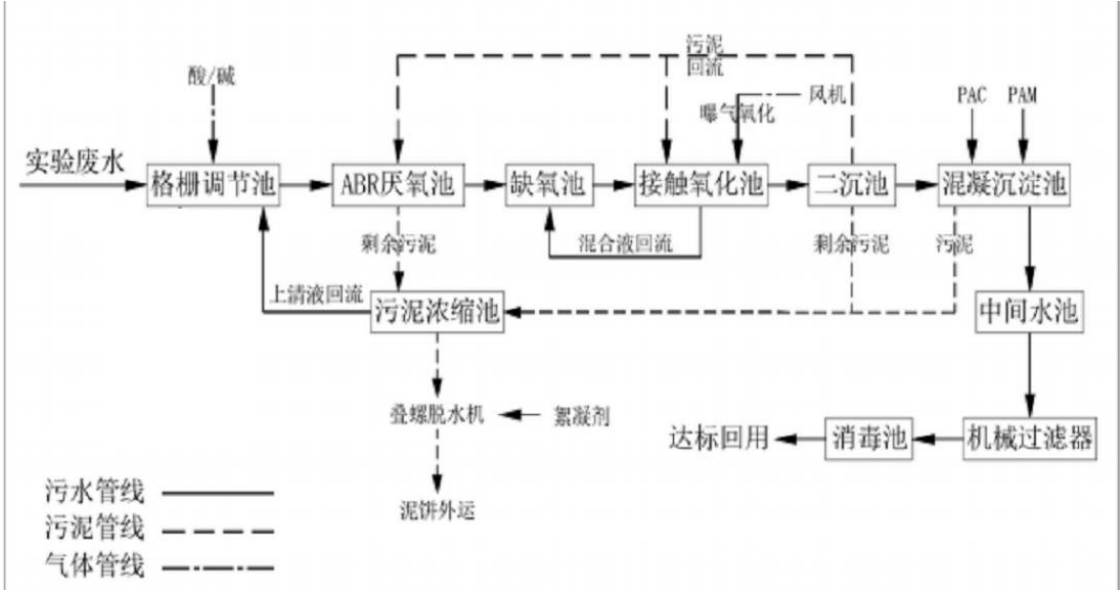 污泥
回流
酸/碱
风机
PAC
PAM
曝气氧化
实验废水
格栅调节池
ABR厌氧池
缺氧池
接触氧化池
二沉池
混凝沉淀池
剩余污泥
混合液回流
剩余污泥
污泥
上清液回流
污泥浓缩池
中间水池
叠螺脱水机
絮凝剂
达标回用
消毒池
机械过滤器
泥饼外运
污水管线
污泥管线
气体管线